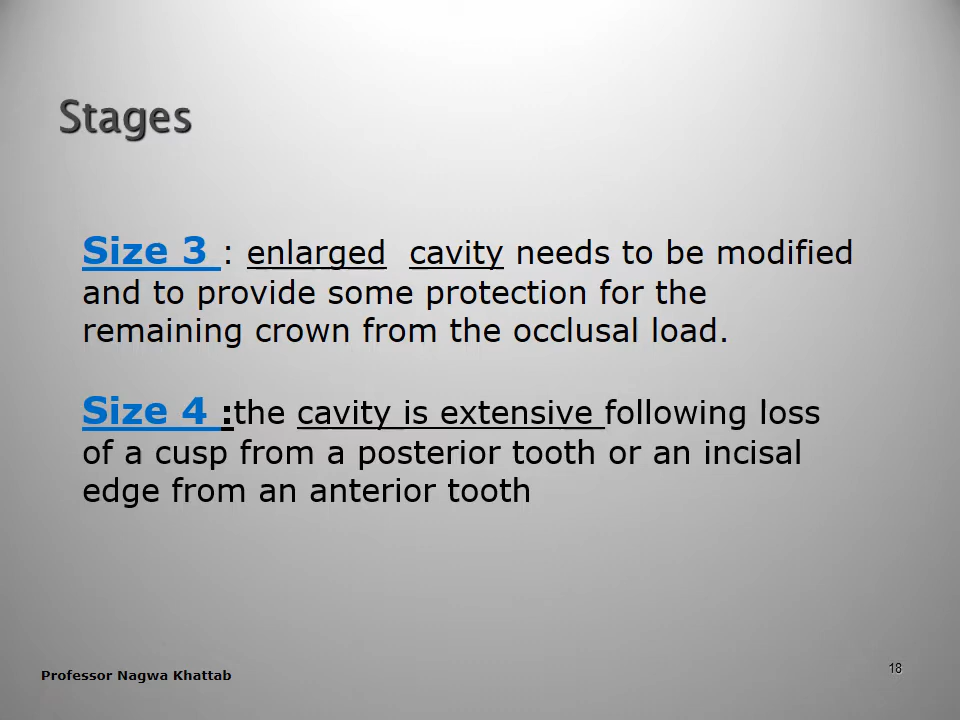 Stages
Size 3 : enlarged cavity needs to be modified
and to provide some protection for the
remaining crown from the occlusal load.
Size 4 :the cavity is extensive following loss
of a cusp from a posterior tooth or an incisal
edge from an anterior tooth
Professor Nagwa Khattab
18